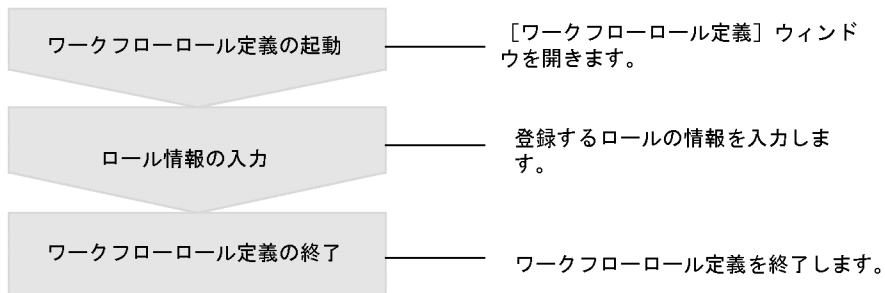 ワークフローロール定義の起動
［ワークフローロール定義］ウィンド
ウを開きます。
ロール情報の入力
登録するロールの情報を入力しま
す。
ワークフローロール定義の終了
ワークフローロール定義を終了します。